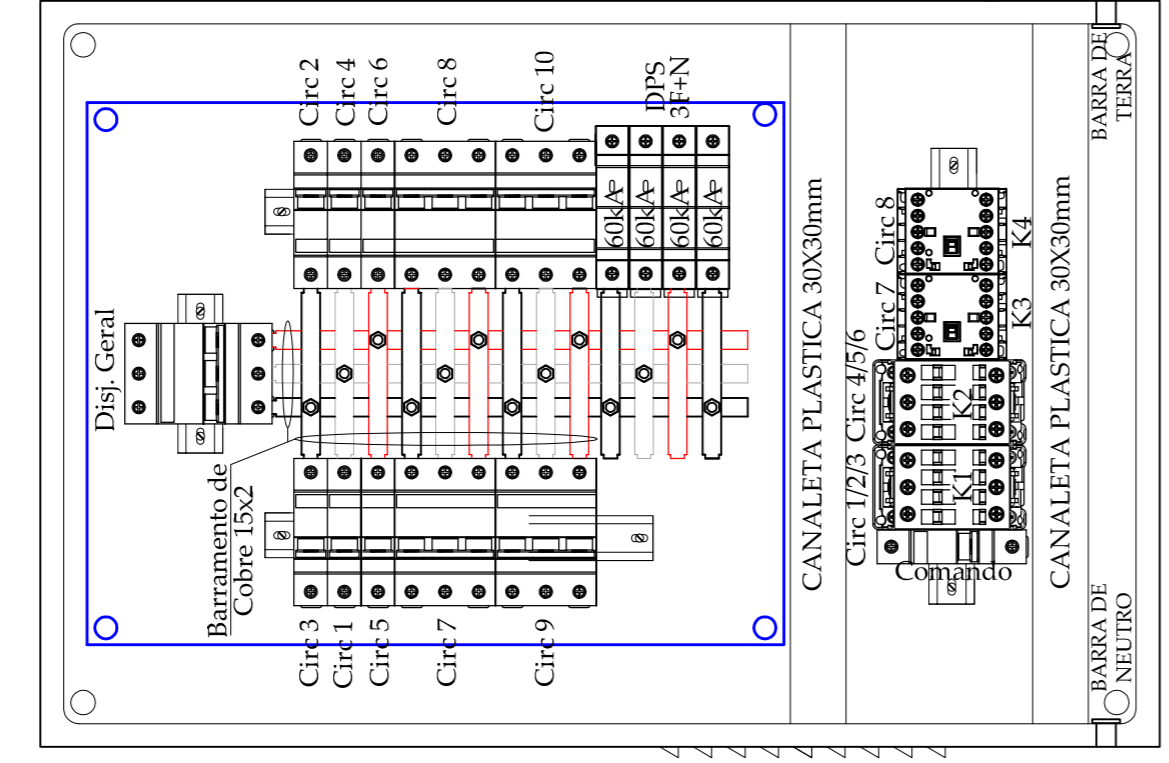 Circ 2
Circ 4
Circ 6
Circ 8
Circ 10
DPS
3F+N
60kA
60kA
60kA
60kA
Disj. Geral
Barramento de
Cobre 15x2
Circ 3
Circ 1
Circ 5
Circ 7
Circ 9
CANALETA PLASTICA 30X30mm
Circ 1/2/3
Circ 4/5/6
Circ 7
Circ 8
K1
K2
K3
K4
Comando
CANALETA PLASTICA 30X30mm
BARRA DE
TERRA
BARRA DE
NEUTRO